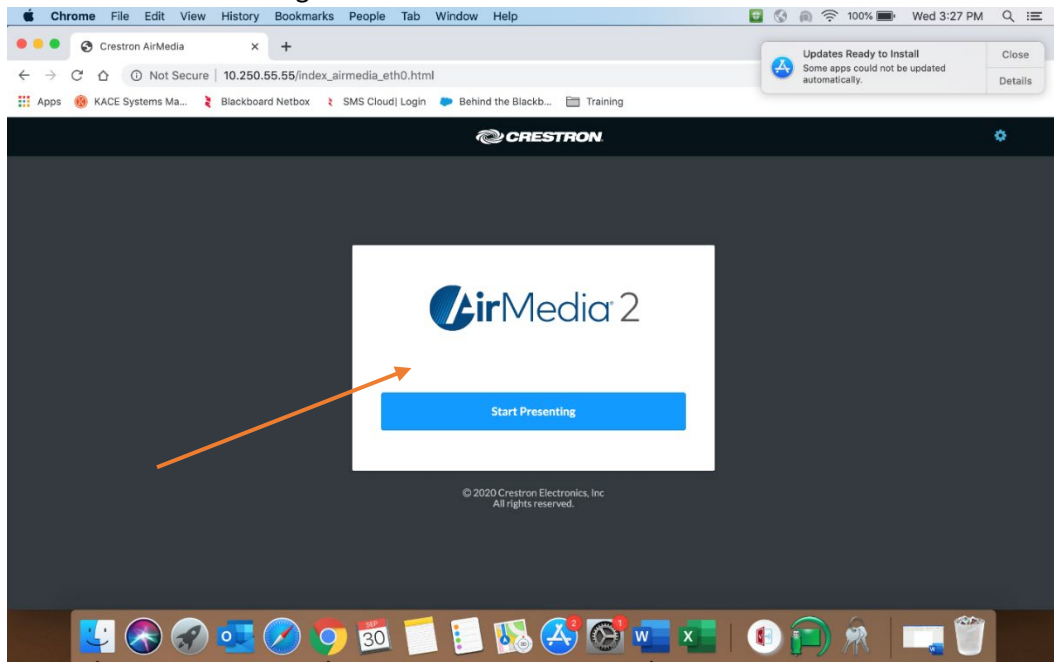 Chrome File Edit View History Bookmarks People Tab Window Help 100% Wed 3:27 PM
Crestron AirMedia
Updates Ready to Install
Some apps could not be updated
automatically.
Close
Details
Not Secure | 10.250.55.55/index_airmedia_eth0.html
Apps KACE Systems Ma... Blackboard Netbox SMS Cloud| Login Behind the Blackb... Training
CRESTRON
AirMedia 2
Start Presenting
© 2020 Crestron Electronics, Inc
All rights reserved.
SEP
30
2
1
W
X